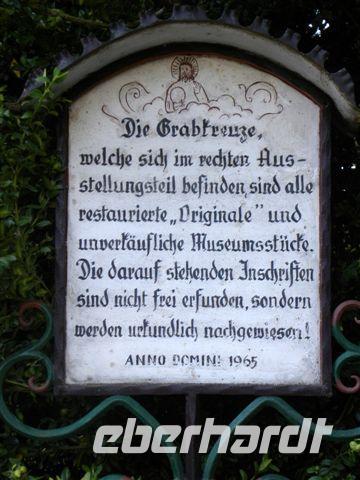 Die Grabkreuze,
welche sich im rechten Aus-
stellungsteil befinden, sind alle
restaurierte „Originale" und
unverkäufliche Museumsstücke.
Die darauf stehenden Inschriften
sind nicht frei erfunden, sondern
werden urkundlich nachgewiesen!
ANNO DOMINI 1965
eberhardt